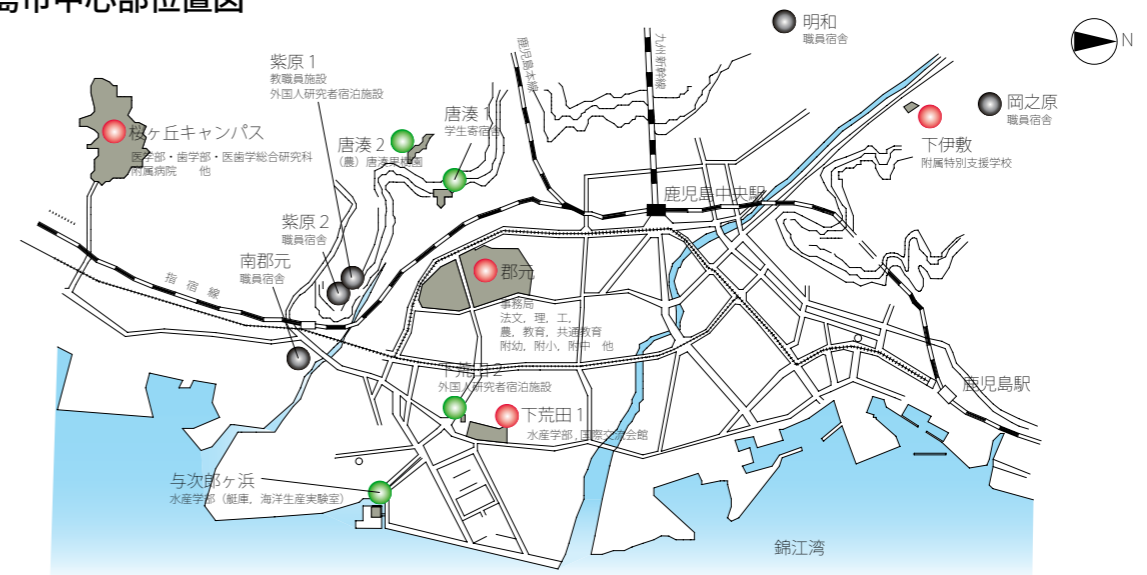 島市中心部位置図
明和
職員宿舎
N
紫原1
教職員施設
外国人研究者宿泊施設
鹿児島本線
九州新幹線
岡之原
職員宿舎
桜ヶ丘キャンパス
医学部・歯学部・医歯学総合研究科
附属病院 他
唐湊1
学生寄宿舎
唐湊2
(農)唐湊果樹園
下伊敷
附属特別支援学校
鹿児島中央駅
紫原2
職員宿舎
南郡元
職員宿舎
指宿線
郡元
事務局
法文,理,工,
農,教育,共通教育
附幼,附小,附中 他
下荒田2
外国人研究者宿泊施設
鹿児島駅
下荒田1
水産学部,国際交流会館
与次郎ヶ浜
水産学部(艇庫,海洋生産実験室)
錦江湾